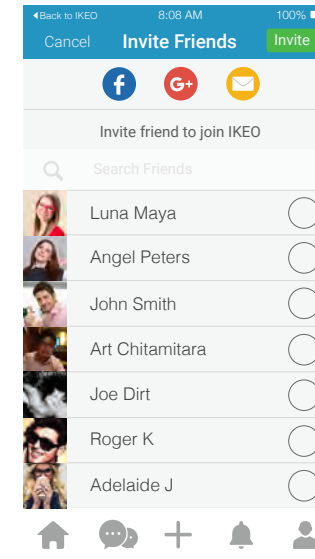 Back to IKEO 8:08 AM 100%
Cancel Invite Friends Invite
f G+
Invite friend to join IKEO
Search Friends
Luna Maya
Angel Peters
John Smith
Art Chitamitara
Joe Dirt
Roger K
Adelaide J